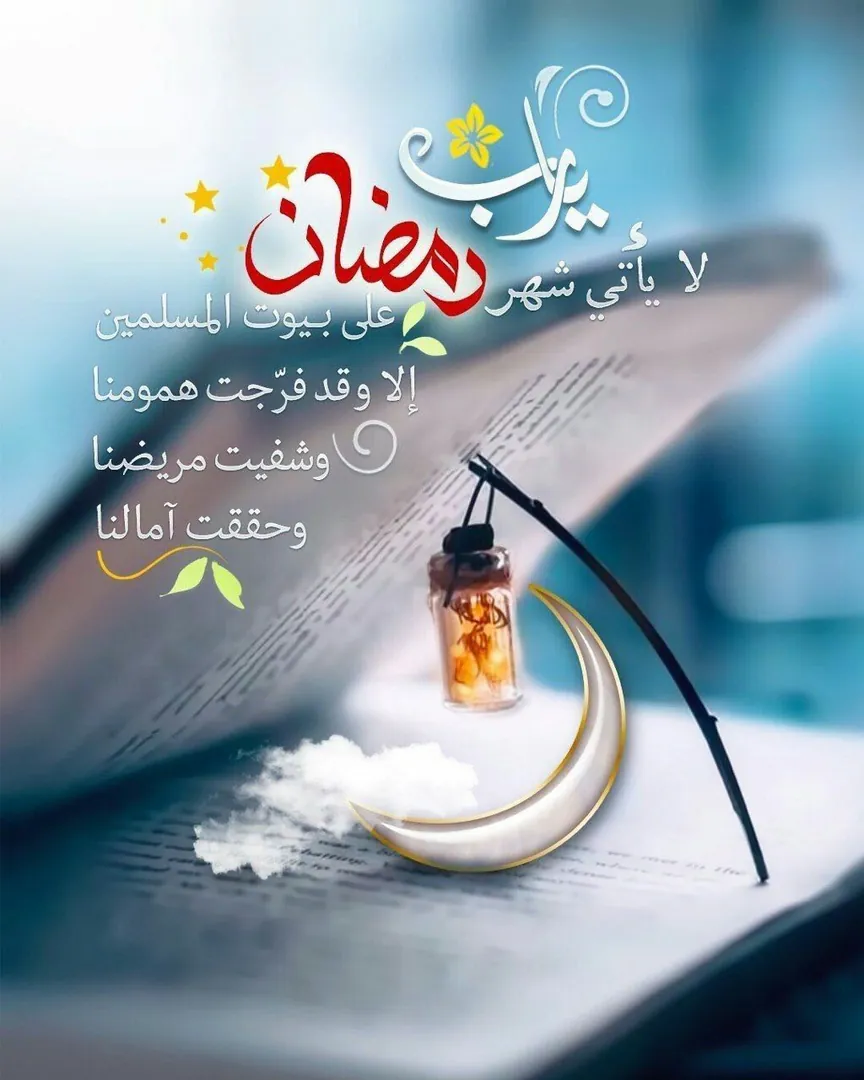 يارب
لا يأتي شهر رمضان
على بيوت المسلمين
إلا وقد فرّجت همومنا
وشفيت مريضنا
وحققت آمالنا